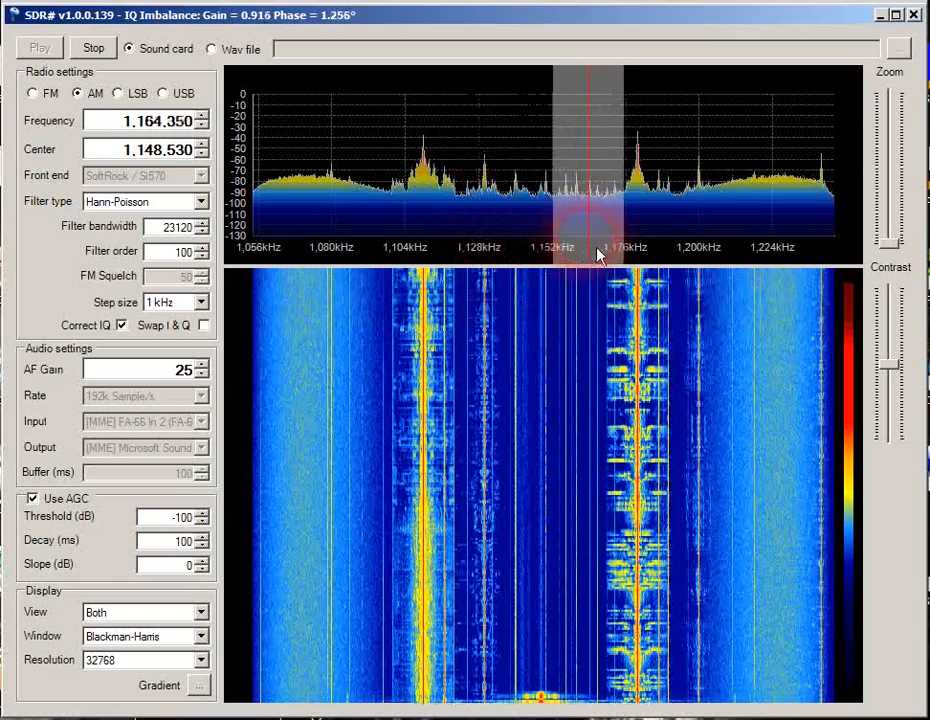 SDR# v1.0.0.139 - IQ Imbalance: Gain = 0.916 Phase = 1.256°
Play
Stop
Sound card
Wav file
...
Radio settings
FM
AM
LSB
USB
Frequency
1.164.350
Center
1.148.530
Front end
SoftRock / Si570
Filter type
Hann-Poisson
Filter bandwidth
23120
Filter order
100
FM Squelch
50
Step size
1 kHz
Correct IQ
Swap I & Q
Audio settings
AF Gain
25
Rate
192k Sample/s.
Input
[MME] FA-66 In 2 (FA-6
Output
[MME] Microsoft Sound
Buffer (ms)
100
Use AGC
Threshold (dB)
-100
Decay (ms)
100
Slope (dB)
0
Display
View
Both
Window
Blackman-Harris
Resolution
32768
Gradient
...
0
-10
-20
-30
-40
-50
-60
-70
-80
-90
-100
-110
-120
-130
1,056kHz
1,080kHz
1,104kHz
1,128kHz
1,152kHz
1,176kHz
1,200kHz
1,224kHz
Zoom
Contrast